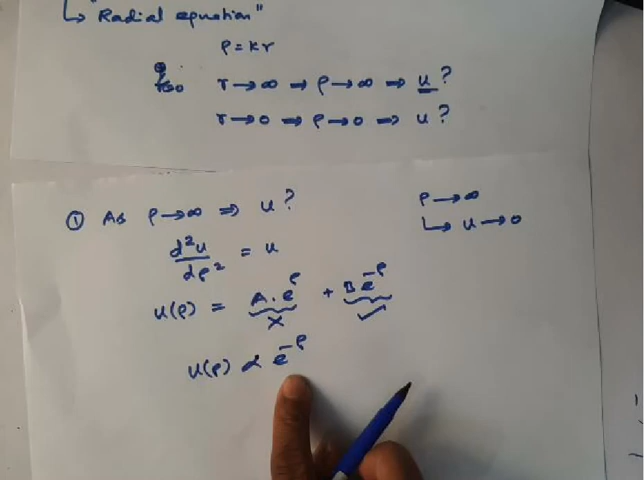 ↳ "Radial equation"
ρ = kr
r → ∞ ⇒ ρ → ∞ ⇒ u ?
r → 0 ⇒ ρ → 0 ⇒ u ?
① As ρ → ∞ ⇒ u ?
ρ → ∞
↳ u → 0
d²u/dρ² = u
u(ρ) = A.e^ρ + Be^-ρ
u(ρ) ∝ e^-ρ